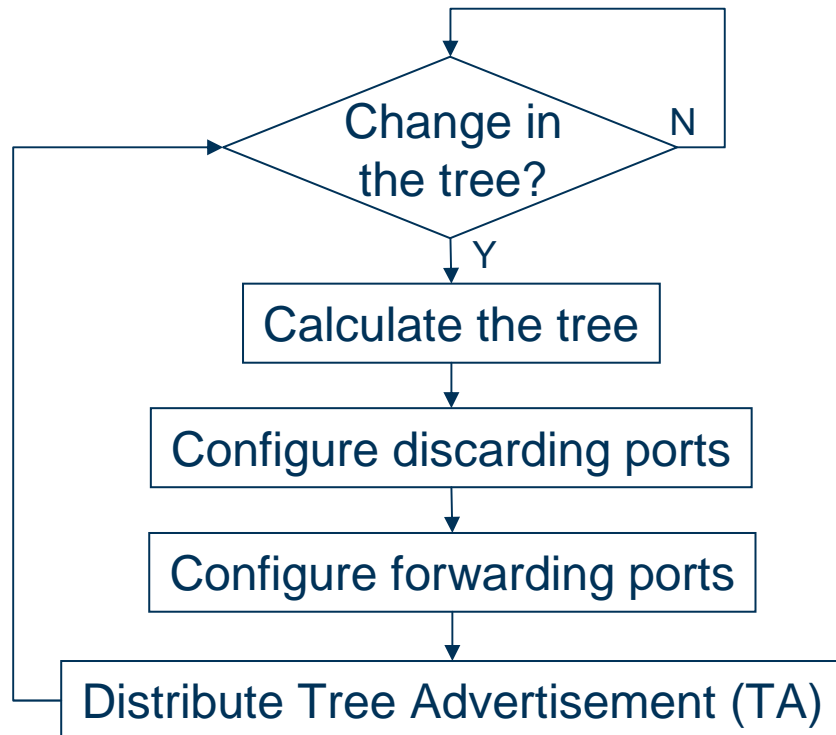 Change in
the tree?
N
Y
Calculate the tree
Configure discarding ports
Configure forwarding ports
Distribute Tree Advertisement (TA)